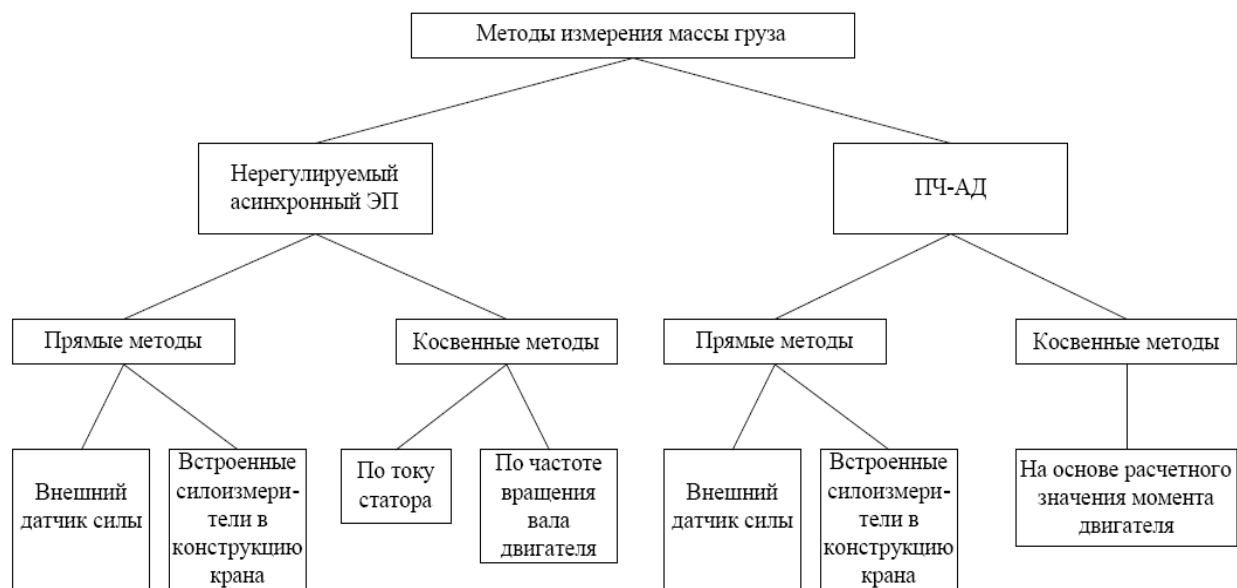 Методы измерения массы груза
Нерегулируемый
асинхронный ЭП
ПЧ-АД
Прямые методы
Косвенные методы
Прямые методы
Косвенные методы
Внешний
датчик силы
Встроенные
силоизмери-
тели в
конструкцию
крана
По току
статора
По частоте
вращения
вала
двигателя
Внешний
датчик силы
Встроенные
силоизмери-
тели в
конструкцию
крана
На основе расчетного
значения момента
двигателя